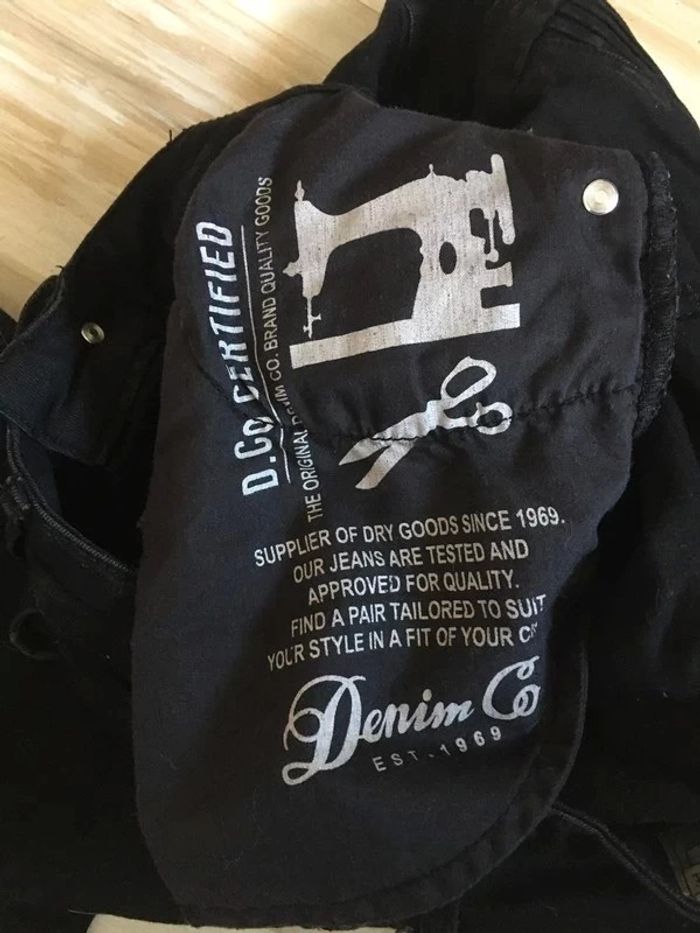 D.Co CERTIFIED
THE ORIGINAL DENIM CO. BRAND QUALITY GOODS
SUPPLIER OF DRY GOODS SINCE 1969.
OUR JEANS ARE TESTED AND
APPROVED FOR QUALITY.
FIND A PAIR TAILORED TO SUIT
YOUR STYLE IN A FIT OF YOUR
Denim Co
EST. 1969